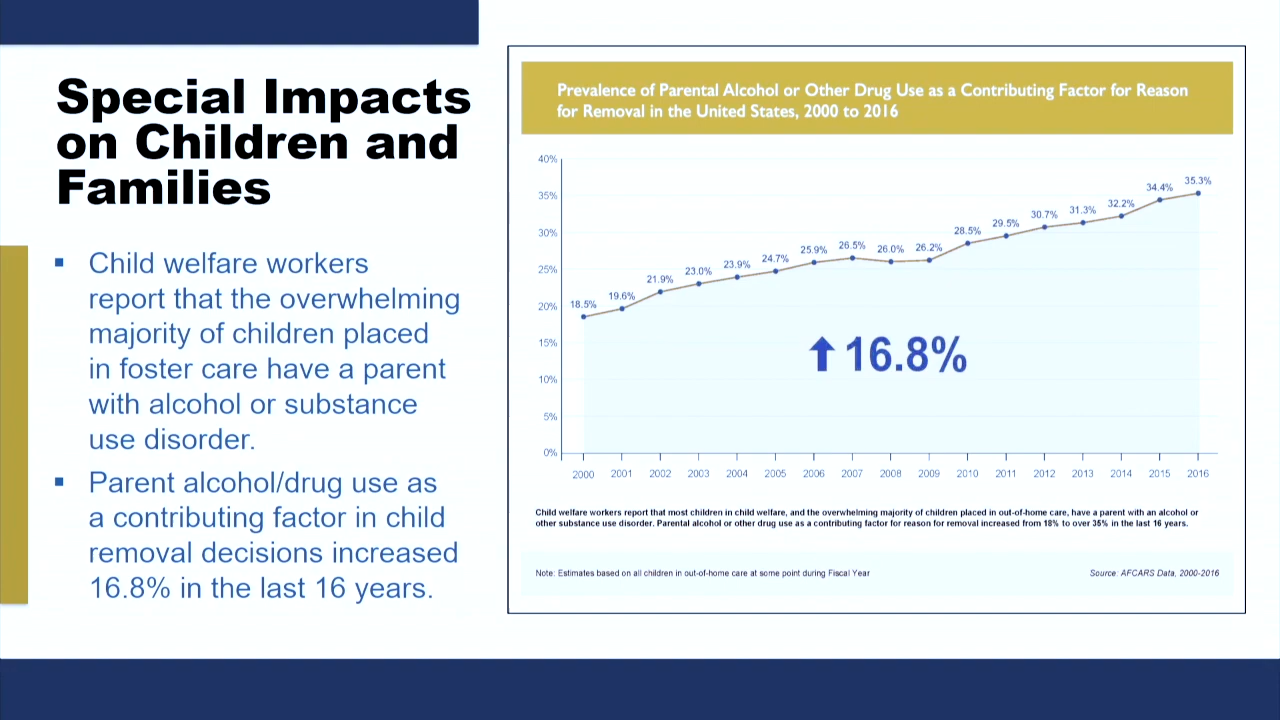 Special Impacts
on Children and
Families
▪ Child welfare workers
report that the overwhelming
majority of children placed
in foster care have a parent
with alcohol or substance
use disorder.
▪ Parent alcohol/drug use as
a contributing factor in child
removal decisions increased
16.8% in the last 16 years.
Prevalence of Parental Alcohol or Other Drug Use as a Contributing Factor for Reason
for Removal in the United States, 2000 to 2016
40%
35%
30%
25%
20%
15%
10%
5%
0%
18.5% 19.6% 21.9% 23.0% 23.9% 24.7% 25.9% 26.5% 26.0% 26.2% 28.5% 29.5% 30.7% 31.3% 32.2% 34.4% 35.3%
16.8%
2000 2001 2002 2003 2004 2005 2006 2007 2008 2009 2010 2011 2012 2013 2014 2015 2016
Child welfare workers report that most children in child welfare, and the overwhelming majority of children placed in out-of-home care, have a parent with an alcohol or
other substance use disorder. Parental alcohol or other drug use as a contributing factor for reason for removal increased from 18% to over 35% in the last 16 years.
Note: Estimates based on all children in out-of-home care at some point during Fiscal Year
Source: AFCARS Data, 2000-2016